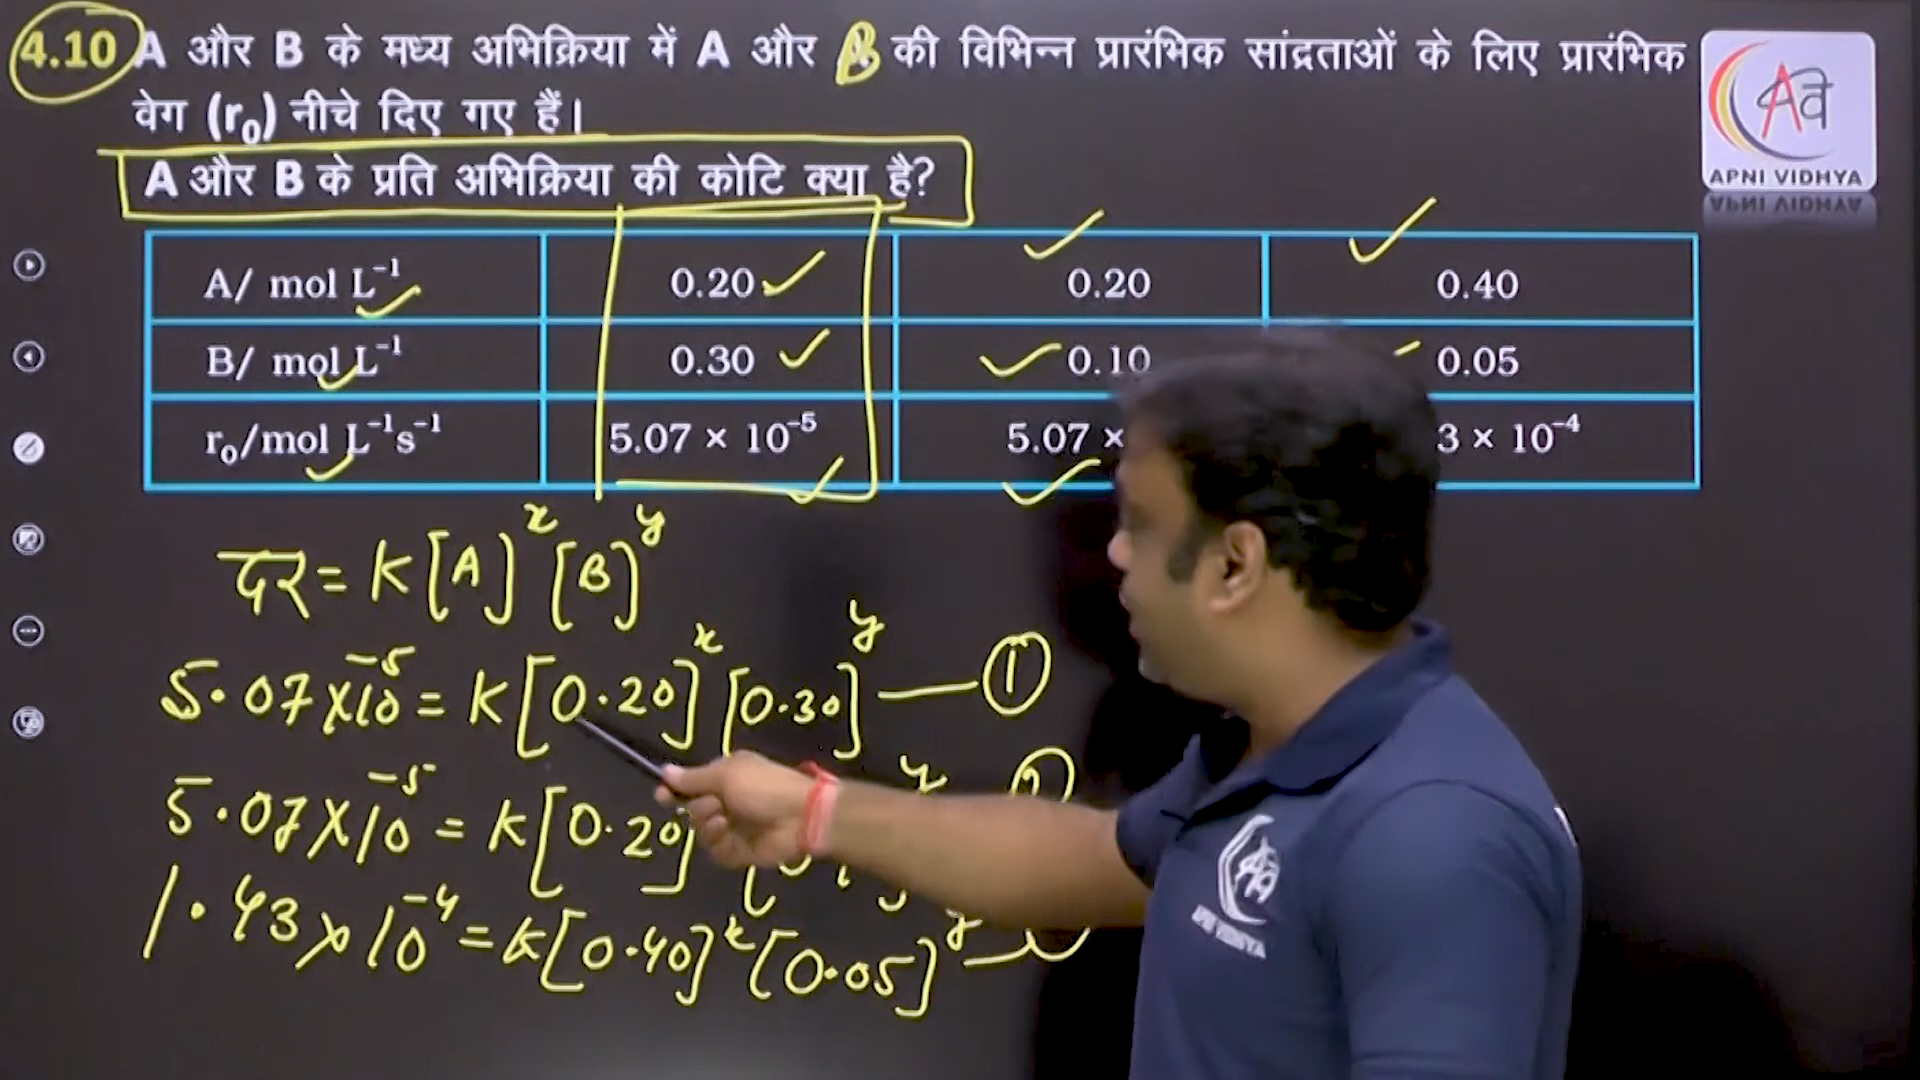 4.10 A और B के मध्य अभिक्रिया में A और B की विभिन्न प्रारंभिक सांद्रताओं के लिए प्रारंभिक
वेग (r₀) नीचे दिए गए हैं।
A और B के प्रति अभिक्रिया की कोटि क्या है?
APNI VIDHYA
A/ mol L⁻¹ 0.20 0.20 0.40
B/ mol L⁻¹ 0.30 0.10 0.05
r₀/mol L⁻¹s⁻¹ 5.07 × 10⁻⁵ 5.07 × 3 × 10⁻⁴
दर = K[A]ˣ[B]ʸ
5.07×10⁻⁵ = K[0.20]ˣ[0.30]ʸ — ①
5.07×10⁻⁵ = K[0.20]
1.43×10⁻⁴ = K[0.40]ˣ[0.05]ʸ
APNI VIDHYA